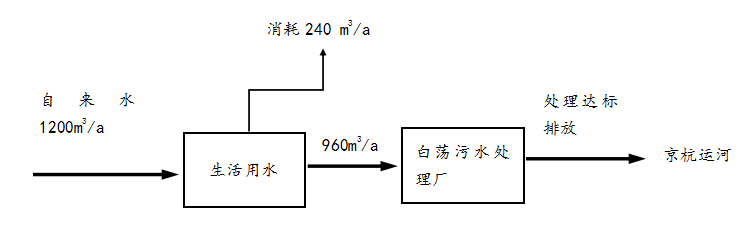 消耗 240 m³/a
自来水
1200m³/a
生活用水
960m³/a
白荡污水处
理厂
处理达标
排放
京杭运河